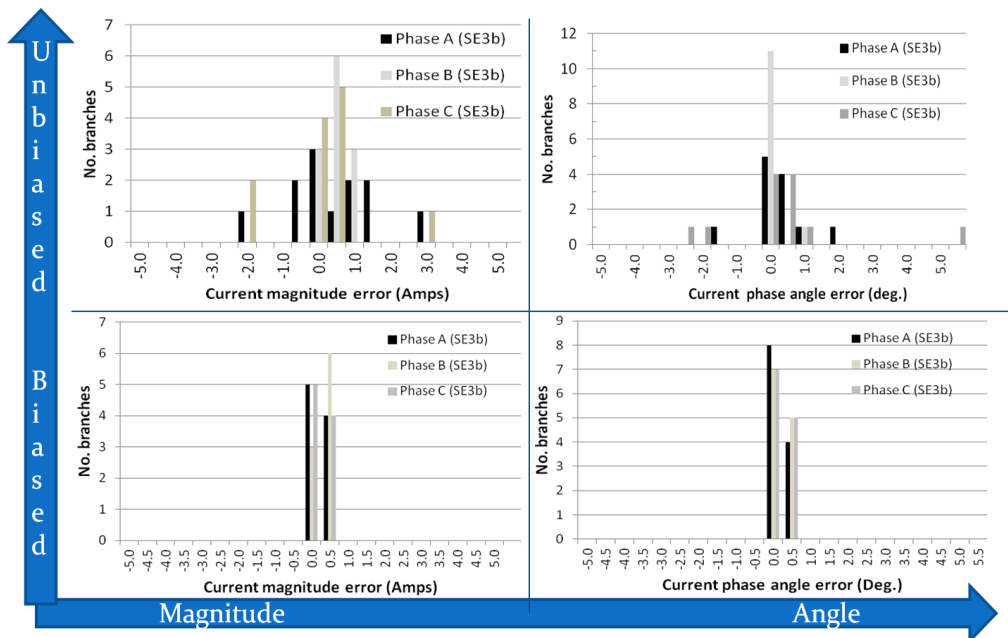 Unbiased
Biased
7
6
5
4
3
2
1
0
No. branches
Phase A (SE3b)
Phase B (SE3b)
Phase C (SE3b)
-5.0 -4.0 -3.0 -2.0 -1.0 0.0 1.0 2.0 3.0 4.0 5.0
Current magnitude error (Amps)
12
10
8
6
4
2
0
No. branches
Phase A (SE3b)
Phase B (SE3b)
Phase C (SE3b)
-5.0 -4.0 -3.0 -2.0 -1.0 0.0 1.0 2.0 3.0 4.0 5.0
Current phase angle error (deg.)
7
6
5
4
3
2
1
0
No. branches
Phase A (SE3b)
Phase B (SE3b)
Phase C (SE3b)
-5.0 -4.5 -4.0 -3.5 -3.0 -2.5 -2.0 -1.5 -1.0 -0.5 0.0 0.5 1.0 1.5 2.0 2.5 3.0 3.5 4.0 4.5 5.0
Current magnitude error (Amps)
9
8
7
6
5
4
3
2
1
0
No. branches
Phase A (SE3b)
Phase B (SE3b)
Phase C (SE3b)
-5.0 -4.5 -4.0 -3.5 -3.0 -2.5 -2.0 -1.5 -1.0 -0.5 0.0 0.5 1.0 1.5 2.0 2.5 3.0 3.5 4.0 4.5 5.0 5.5
Current phase angle error (Deg.)
Magnitude
Angle